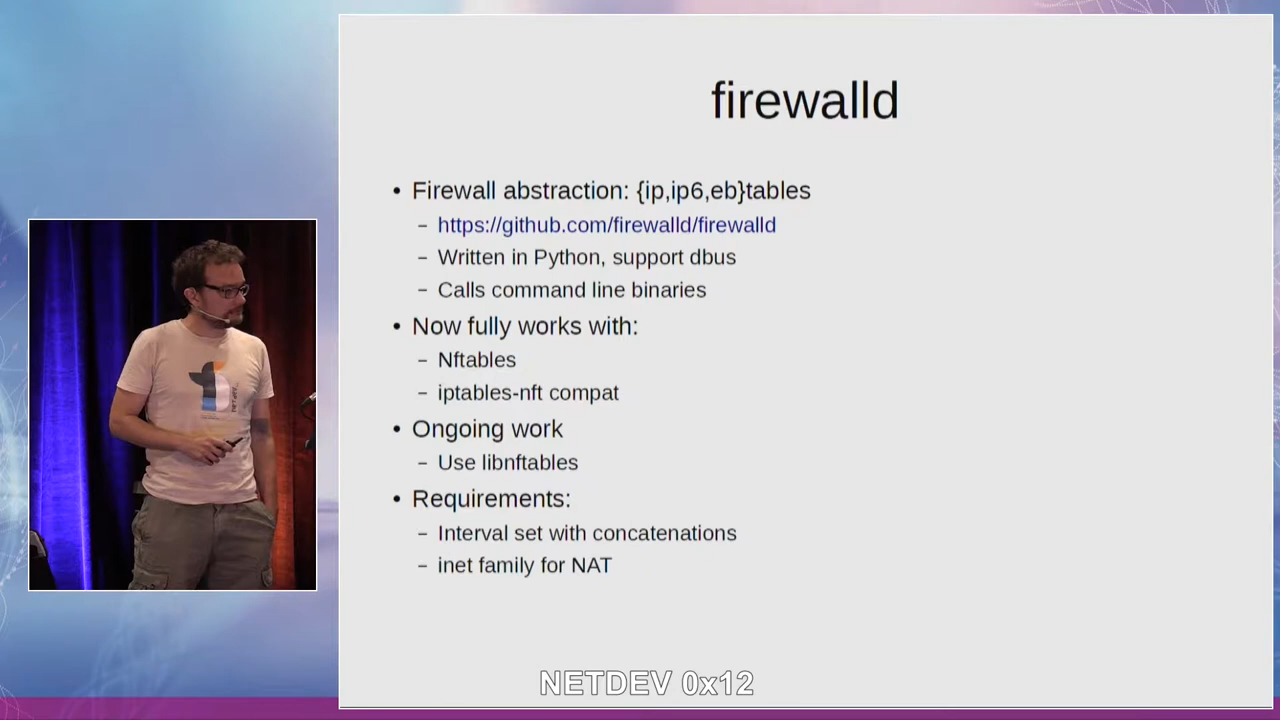 firewalld
• Firewall abstraction: {ip,ip6,eb}tables
– https://github.com/firewalld/firewalld
– Written in Python, support dbus
– Calls command line binaries
• Now fully works with:
– Nftables
– iptables-nft compat
• Ongoing work
– Use libnftables
• Requirements:
– Interval set with concatenations
– inet family for NAT
NETDEV 0x12